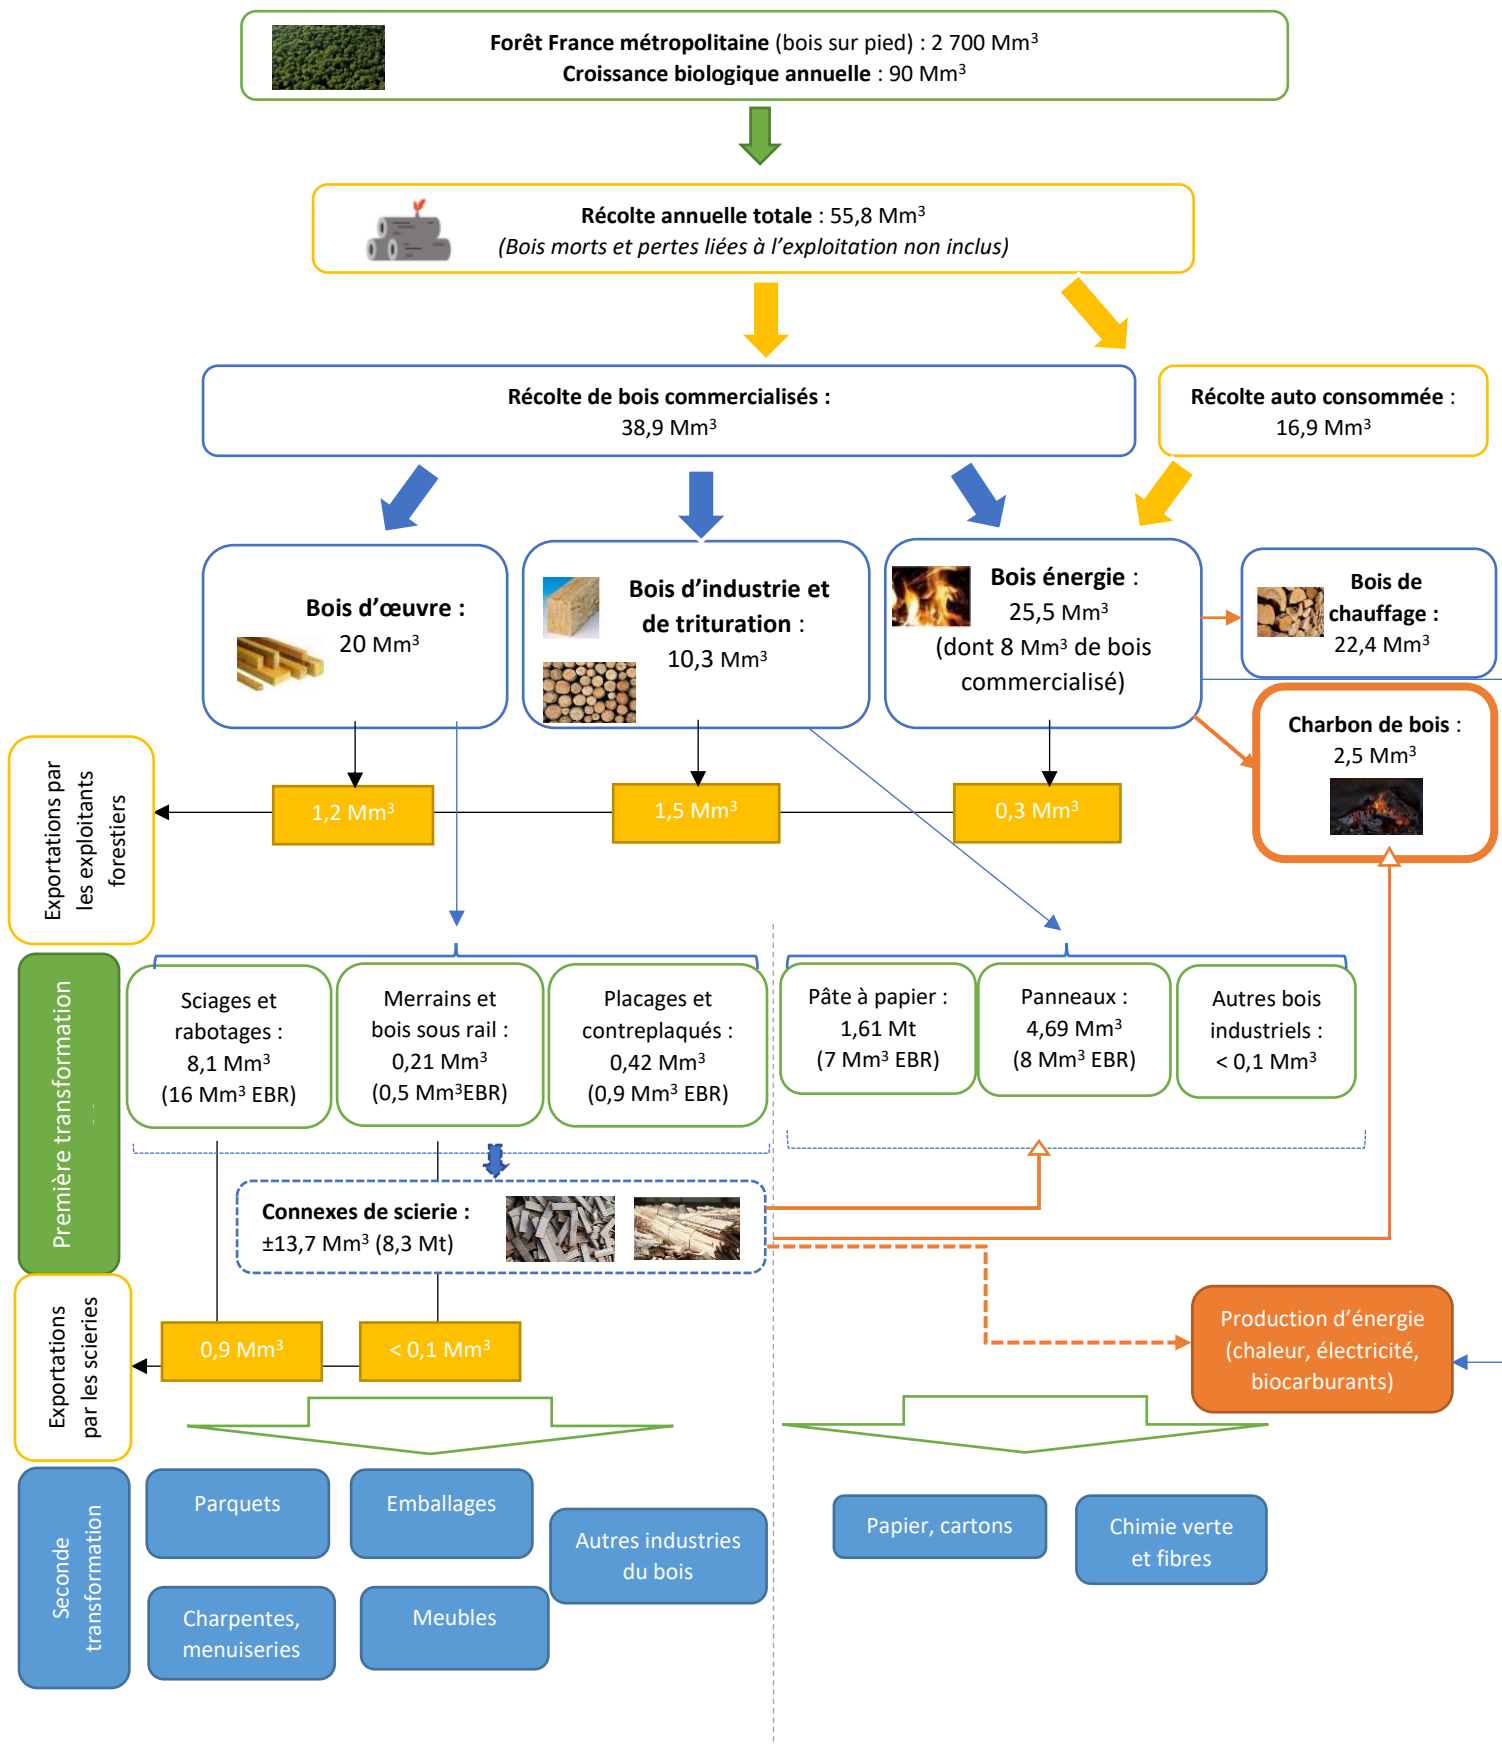 Forêt France métropolitaine (bois sur pied) : 2 700 Mm³
Croissance biologique annuelle : 90 Mm³
Récolte annuelle totale : 55,8 Mm³
(Bois morts et pertes liées à l’exploitation non inclus)
Récolte de bois commercialisés :
38,9 Mm³
Récolte auto consommée :
16,9 Mm³
Bois d’œuvre :
20 Mm³
Bois d’industrie et
de trituration :
10,3 Mm³
Bois énergie :
25,5 Mm³
(dont 8 Mm³ de bois
commercialisé)
Bois de
chauffage :
22,4 Mm³
Charbon de bois :
2,5 Mm³
Exportations par
les exploitants
forestiers
1,2 Mm³
1,5 Mm³
0,3 Mm³
Première transformation
Sciages et
rabotages :
8,1 Mm³
(16 Mm³ EBR)
Merrains et
bois sous rail :
0,21 Mm³
(0,5 Mm³EBR)
Placages et
contreplaqués :
0,42 Mm³
(0,9 Mm³ EBR)
Pâte à papier :
1,61 Mt
(7 Mm³ EBR)
Panneaux :
4,69 Mm³
(8 Mm³ EBR)
Autres bois
industriels :
< 0,1 Mm³
Connexes de scierie :
±13,7 Mm³ (8,3 Mt)
Exportations
par les scieries
0,9 Mm³
< 0,1 Mm³
Production d’énergie
(chaleur, électricité,
biocarburants)
Seconde
transformation
Parquets
Emballages
Autres industries
du bois
Charpentes,
menuiseries
Meubles
Papier, cartons
Chimie verte
et fibres